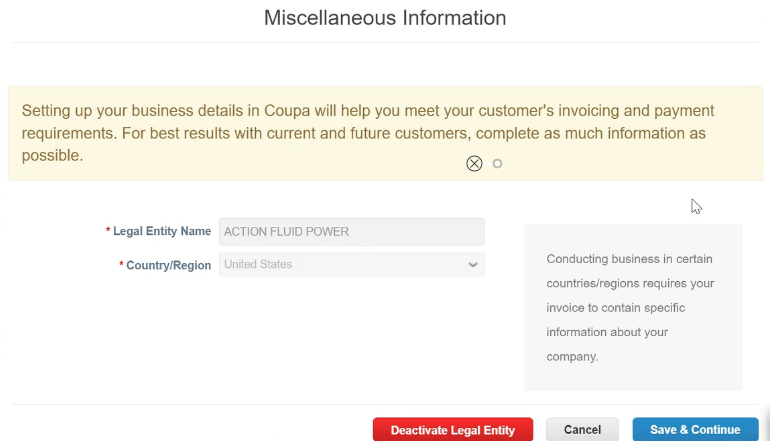 Miscellaneous Information
Setting up your business details in Coupa will help you meet your customer's invoicing and payment
requirements. For best results with current and future customers, complete as much information as
possible.
* Legal Entity Name ACTION FLUID POWER
* Country/Region United States
Conducting business in certain
countries/regions requires your
invoice to contain specific
information about your
company.
Deactivate Legal Entity Cancel Save & Continue